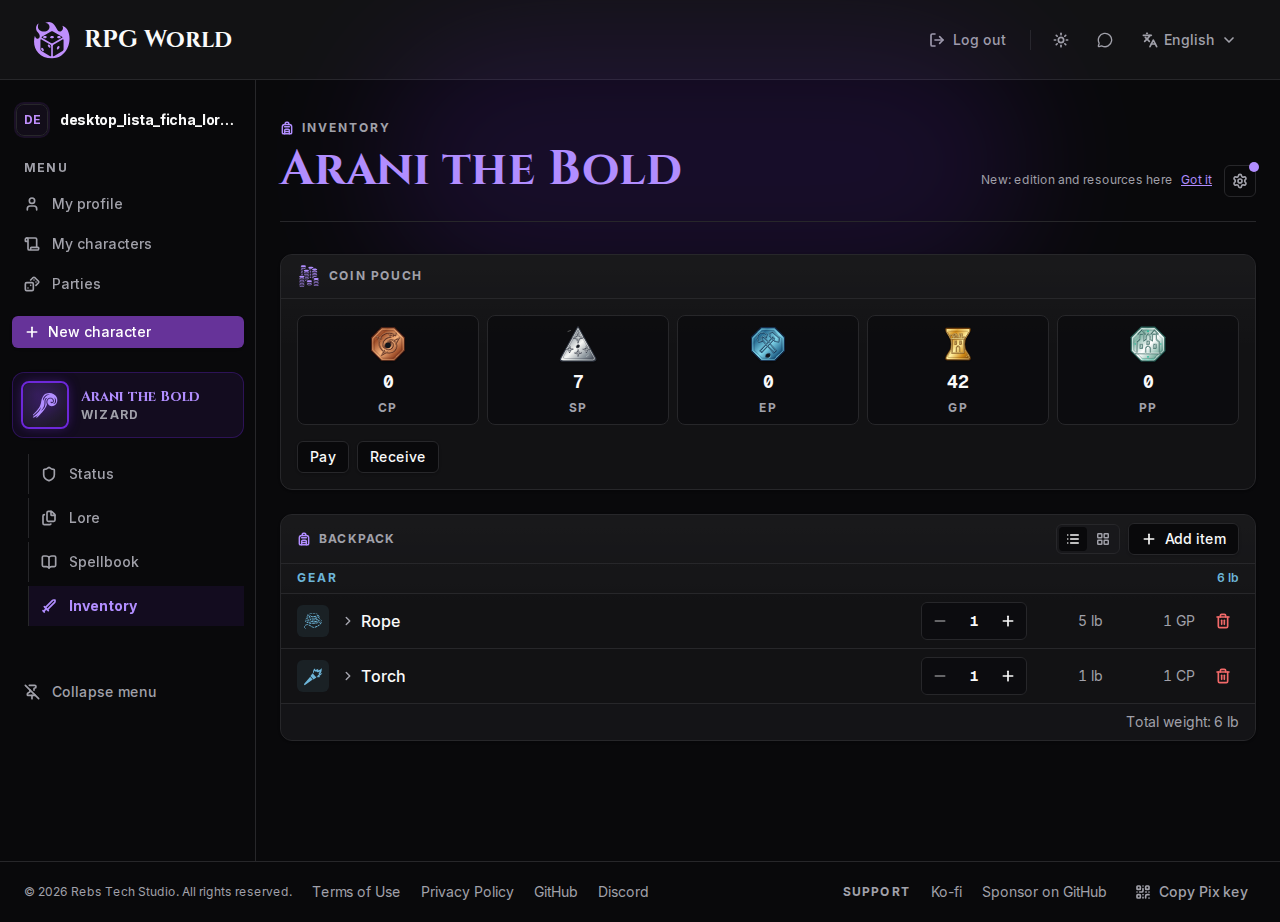 RPG World
Log out
English
DE
desktop_lista_ficha_lor...
MENU
My profile
My characters
Parties
New character
Arani the Bold
WIZARD
Status
Lore
Spellbook
Inventory
Collapse menu
INVENTORY
Arani the Bold
New: edition and resources here Got it
COIN POUCH
0 7 0 42 0
CP SP EP GP PP
Pay Receive
BACKPACK
Add item
GEAR 6 lb
Rope 1 5 lb 1 GP
Torch 1 1 lb 1 CP
Total weight: 6 lb
© 2026 Rebs Tech Studio. All rights reserved. Terms of Use Privacy Policy GitHub Discord SUPPORT Ko-fi Sponsor on GitHub Copy Pix key